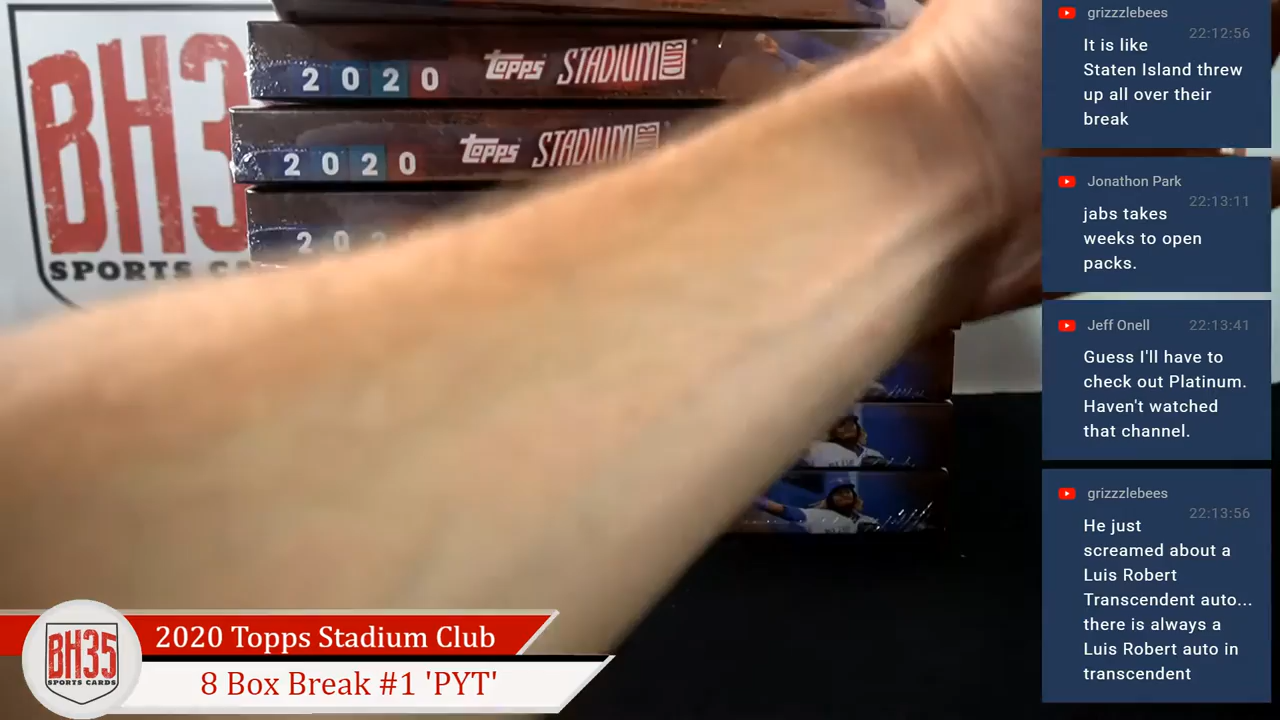 BH3
SPORTS CA
2020 TOPPS STADIUM CLUB
2020 TOPPS STADIUM CLUB
2 0 2
2020 Topps Stadium Club
8 Box Break #1 'PYT'
BH35
SPORTS CARDS
grizzzlebees
22:12:56
It is like
Staten Island threw
up all over their
break
Jonathon Park
22:13:11
jabs takes
weeks to open
packs.
Jeff Onell 22:13:41
Guess I'll have to
check out Platinum.
Haven't watched
that channel.
grizzzlebees
22:13:56
He just
screamed about a
Luis Robert
Transcendent auto...
there is always a
Luis Robert auto in
transcendent